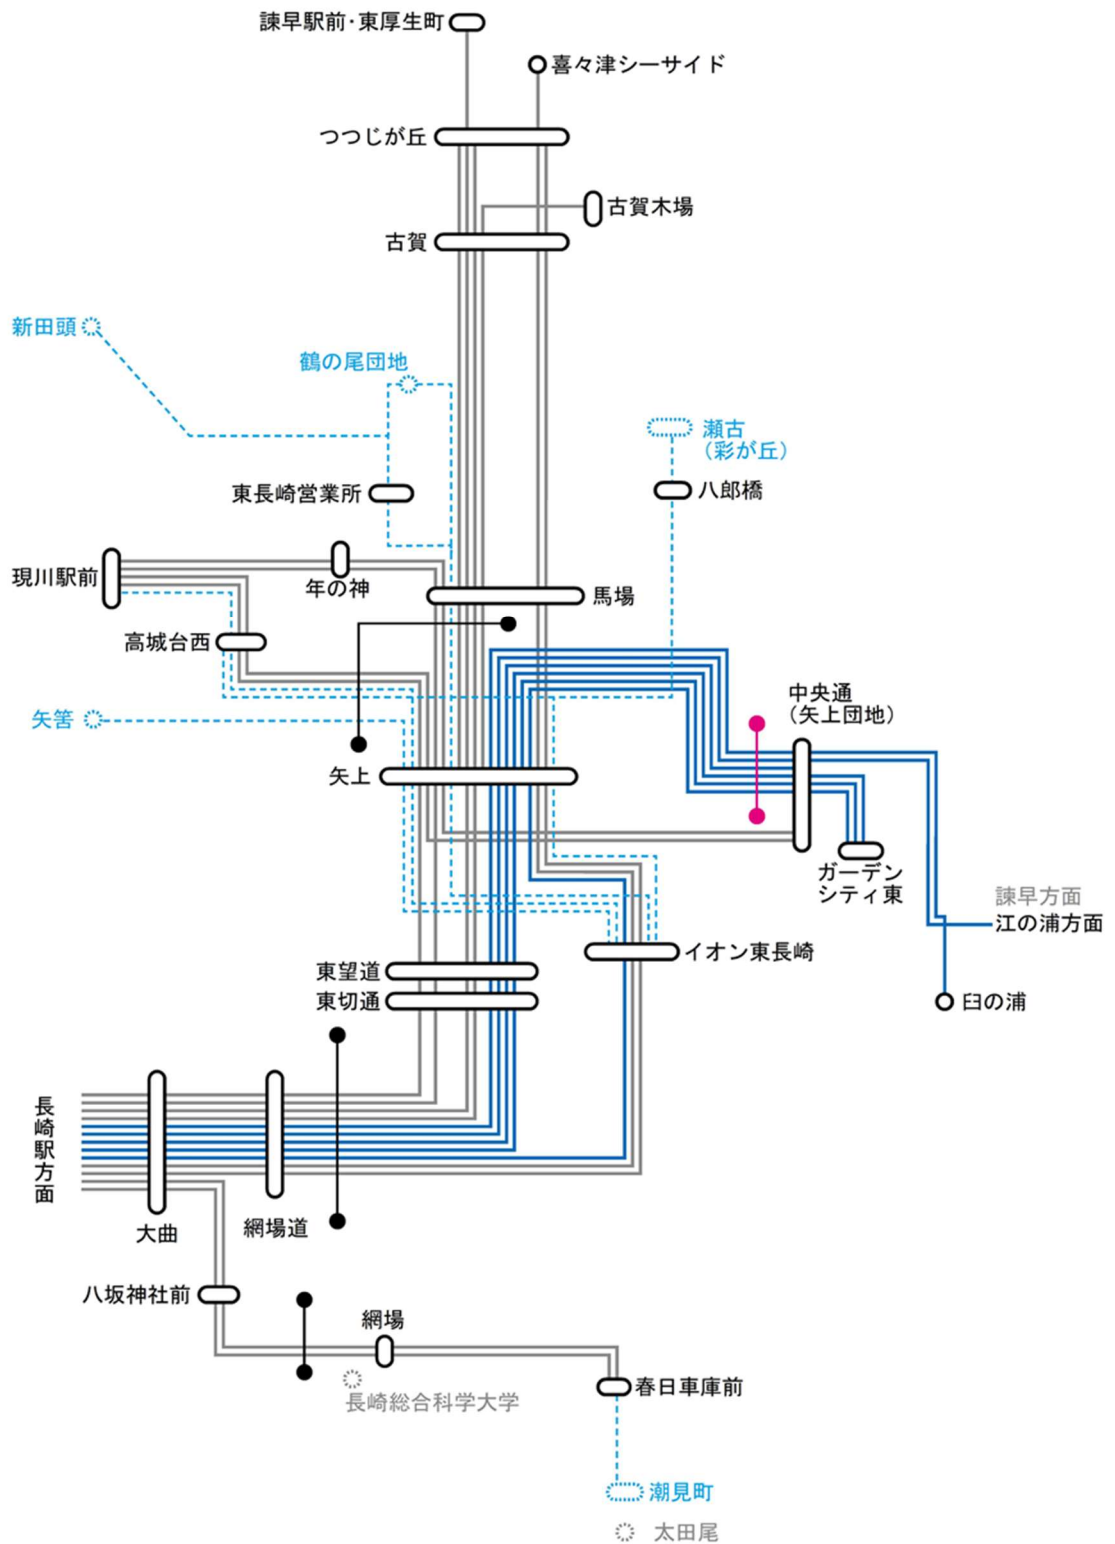 諫早駅前・東厚生町
喜々津シーサイド
つつじが丘
古賀木場
古賀
新田頭
鶴の尾団地
瀬古
（彩が丘）
東長崎営業所
八郎橋
現川駅前
年の神
馬場
高城台西
中央通
（矢上団地）
矢筈
矢上
ガーデン
シティ東
諫早方面
江の浦方面
イオン東長崎
東望道
東切通
臼の浦
長崎駅方面
大曲
網場道
八坂神社前
網場
春日車庫前
長崎総合科学大学
潮見町
太田尾